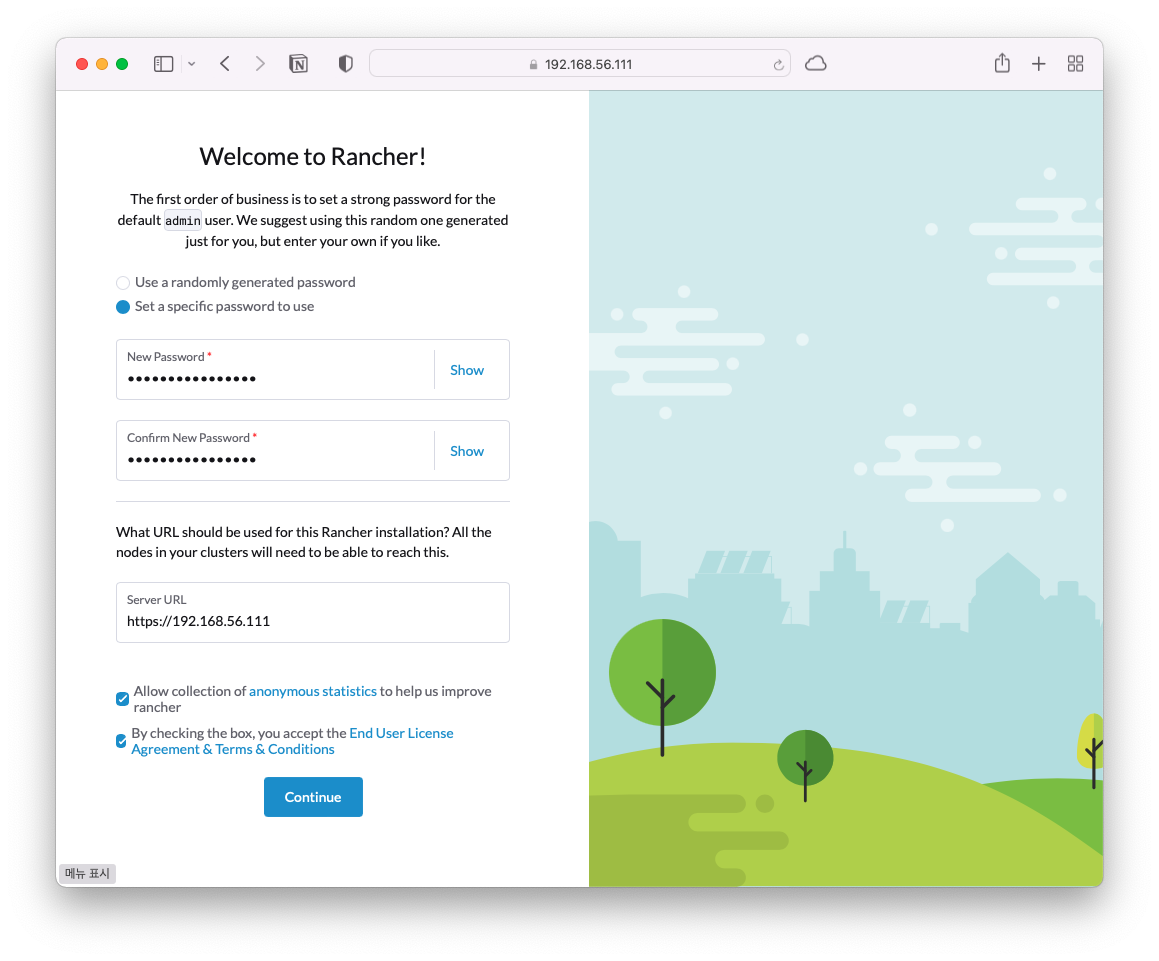 192.168.56.111
Welcome to Rancher!
The first order of business is to set a strong password for the
default admin user. We suggest using this random one generated
just for you, but enter your own if you like.
Use a randomly generated password
Set a specific password to use
New Password *
••••••••••••••••
Show
Confirm New Password *
••••••••••••••••
Show
What URL should be used for this Rancher installation? All the
nodes in your clusters will need to be able to reach this.
Server URL
https://192.168.56.111
Allow collection of anonymous statistics to help us improve
rancher
By checking the box, you accept the End User License
Agreement & Terms & Conditions
Continue
메뉴 표시